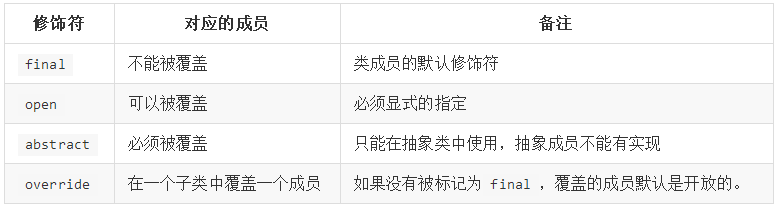 修饰符 对应的成员 备注
final 不能被覆盖 类成员的默认修饰符
open 可以被覆盖 必须显式的指定
abstract 必须被覆盖 只能在抽象类中使用，抽象成员不能有实现
override 在一个子类中覆盖一个成员 如果没有被标记为 final ，覆盖的成员默认是开放的。